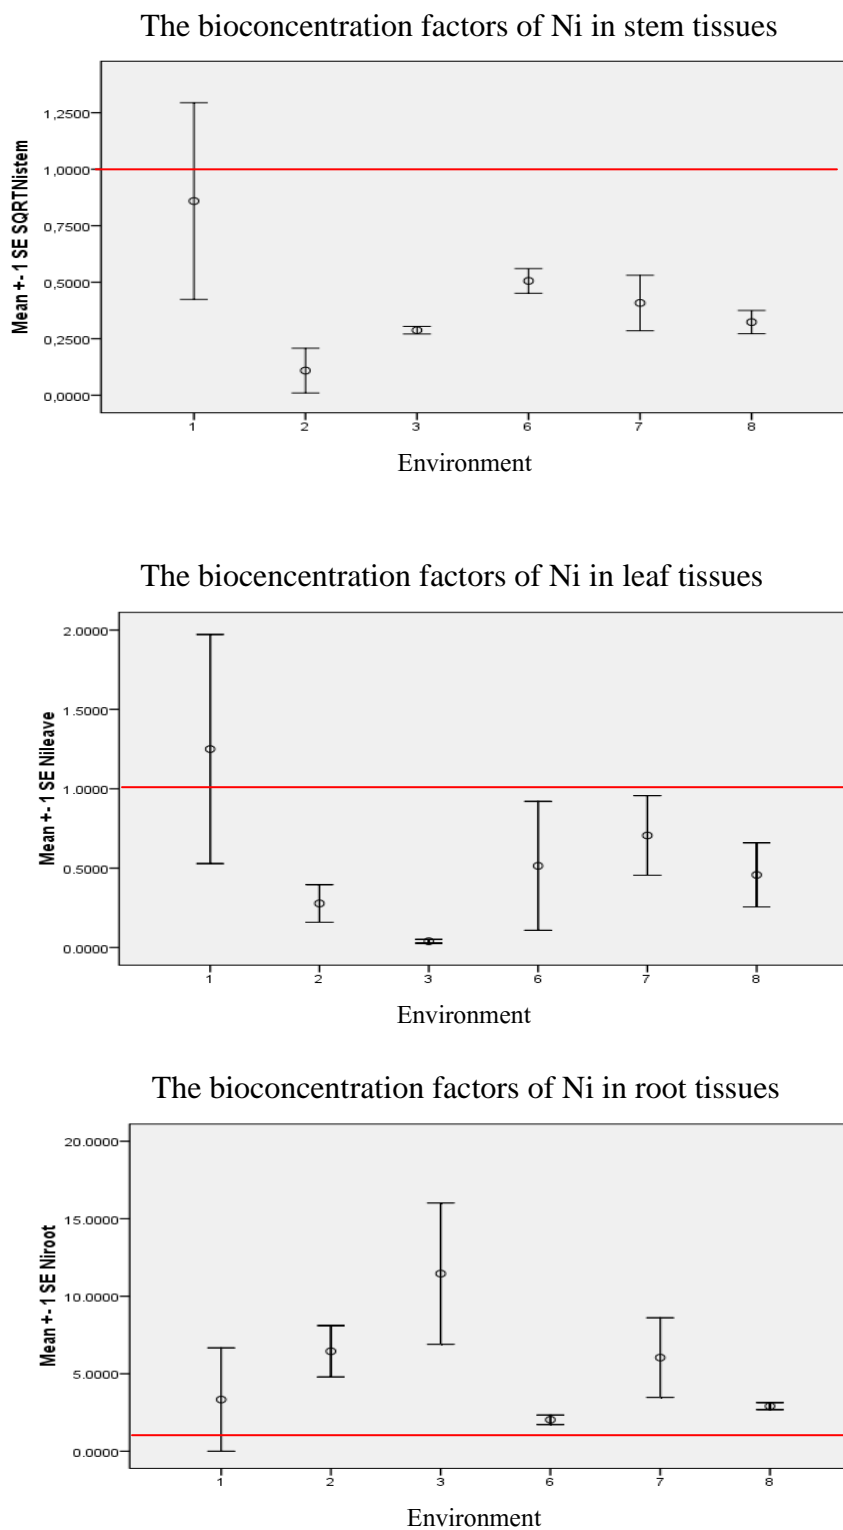 The bioconcentration factors of Ni in stem tissues
Mean +- 1 SE SQRTNistem
1,2500
1,0000
0,7500
0,5000
0,2500
0,0000
1 2 3 6 7 8
Environment
The biocencentration factors of Ni in leaf tissues
Mean +- 1 SE Nileave
2.0000
1.5000
1.0000
0.5000
0.0000
1 2 3 6 7 8
Environment
The bioconcentration factors of Ni in root tissues
Mean +- 1 SE Niroot
20.0000
15.0000
10.0000
5.0000
0.0000
1 2 3 6 7 8
Environment